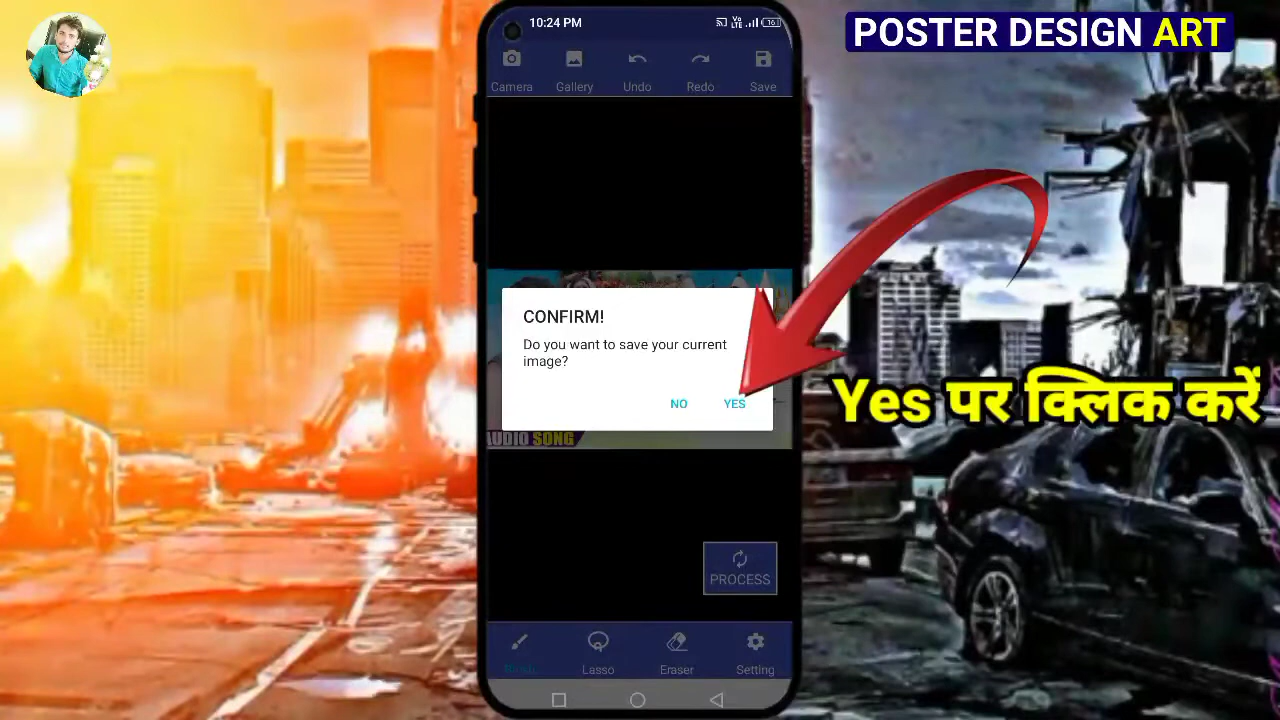 10:24 PM
POSTER DESIGN ART
Camera Gallery Undo Redo Save
CONFIRM!
Do you want to save your current
image?
NO YES
Yes पर क्लिक करें
AUDIO SONG
PROCESS
Brush Lasso Eraser Setting